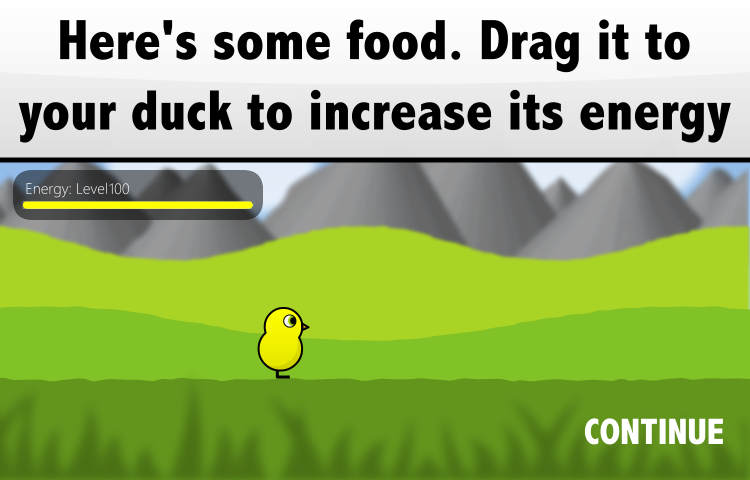 Here's some food. Drag it to
your duck to increase its energy
Energy: Level100
CONTINUE